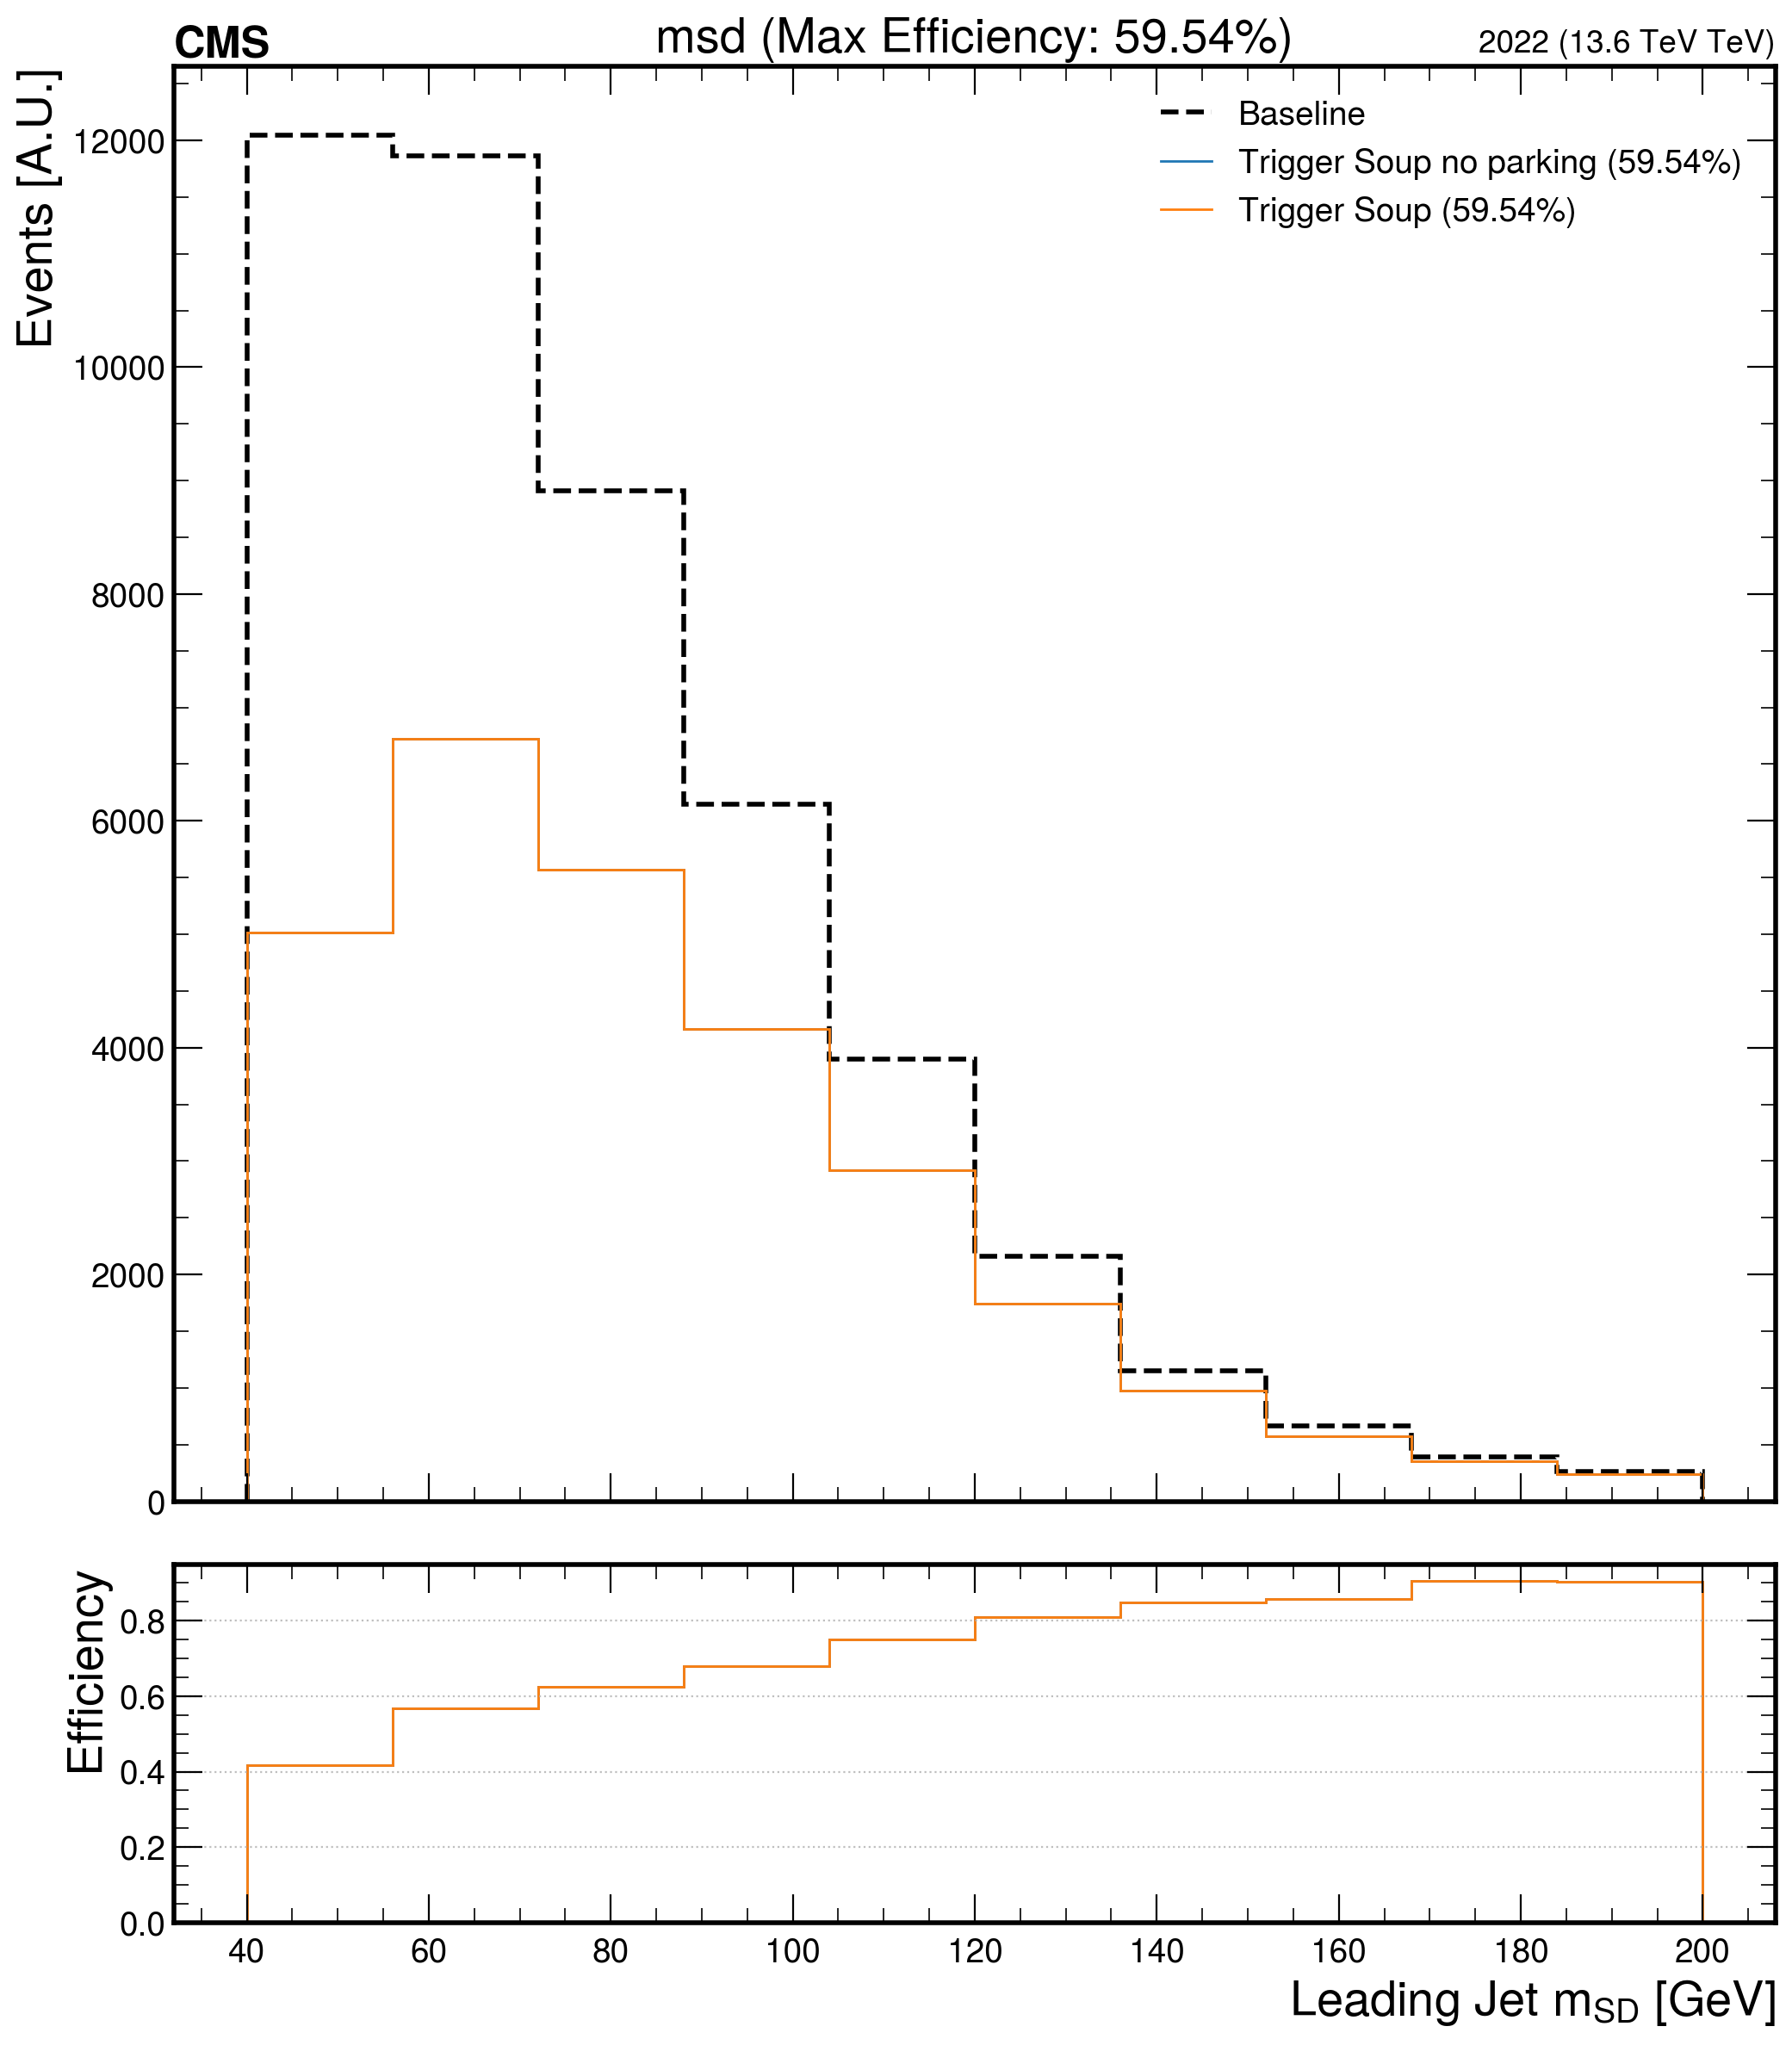 CMS
msd (Max Efficiency: 59.54%)
2022 (13.6 TeV TeV)
Events [A.U.]
Baseline
Trigger Soup no parking (59.54%)
Trigger Soup (59.54%)
12000
10000
8000
6000
4000
2000
0
Efficiency
0.8
0.6
0.4
0.2
0.0
40 60 80 100 120 140 160 180 200
Leading Jet mSD [GeV]